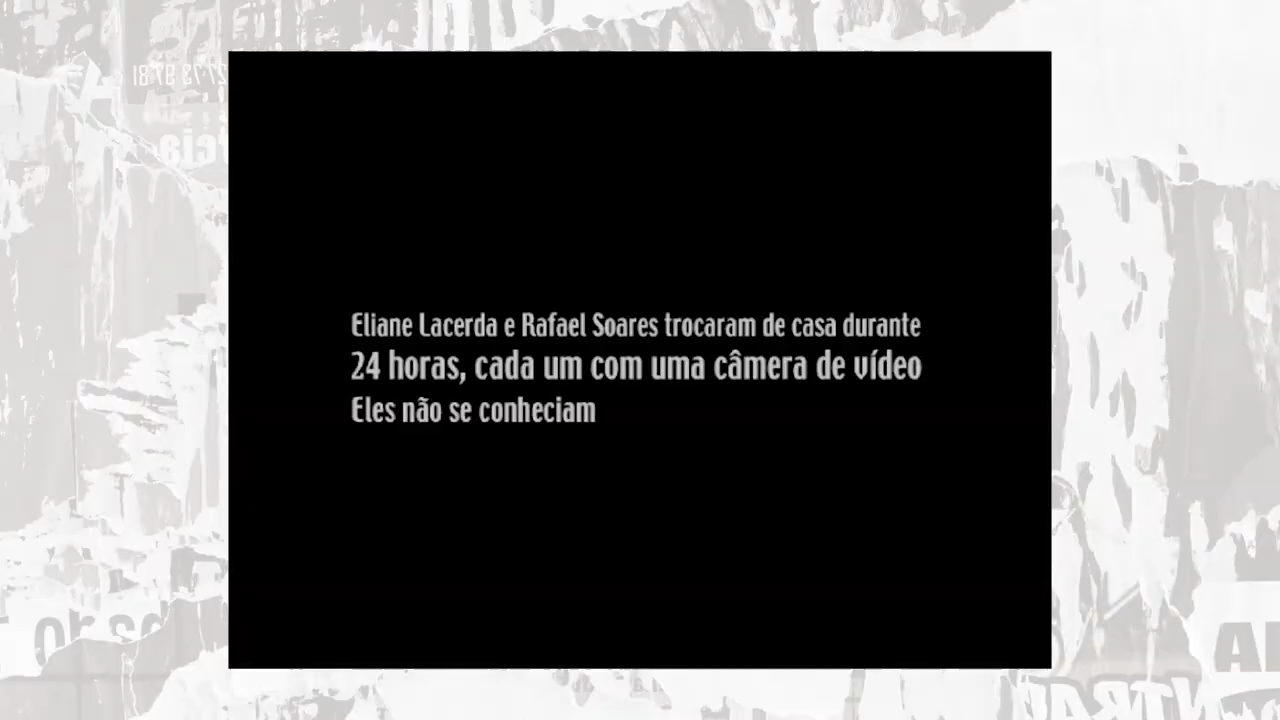 Eliane Lacerda e Rafael Soares trocaram de casa durante
24 horas, cada um com uma câmera de vídeo
Eles não se conheciam